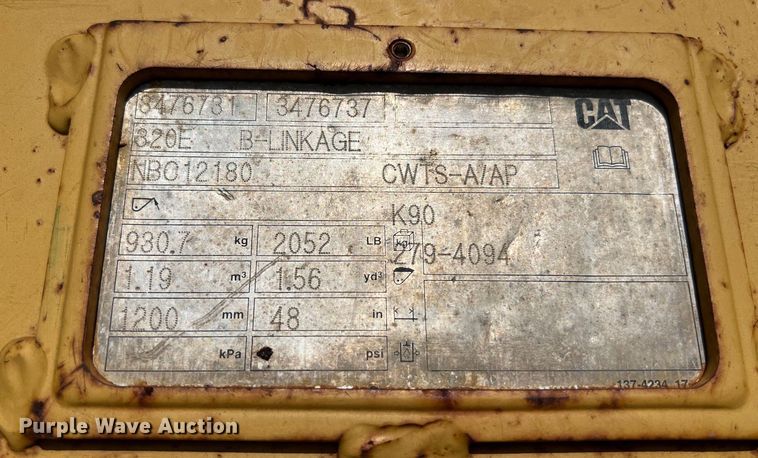 3476731 3476737
CAT
320E B-LINKAGE
NBC12180 CWTS-A/AP
K90
930.7 kg 2052 LB kg 279-4094
1.19 m³ 1.56 yd³
1200 mm 48 in
kPa psi
137-4234 17
Purple Wave Auction